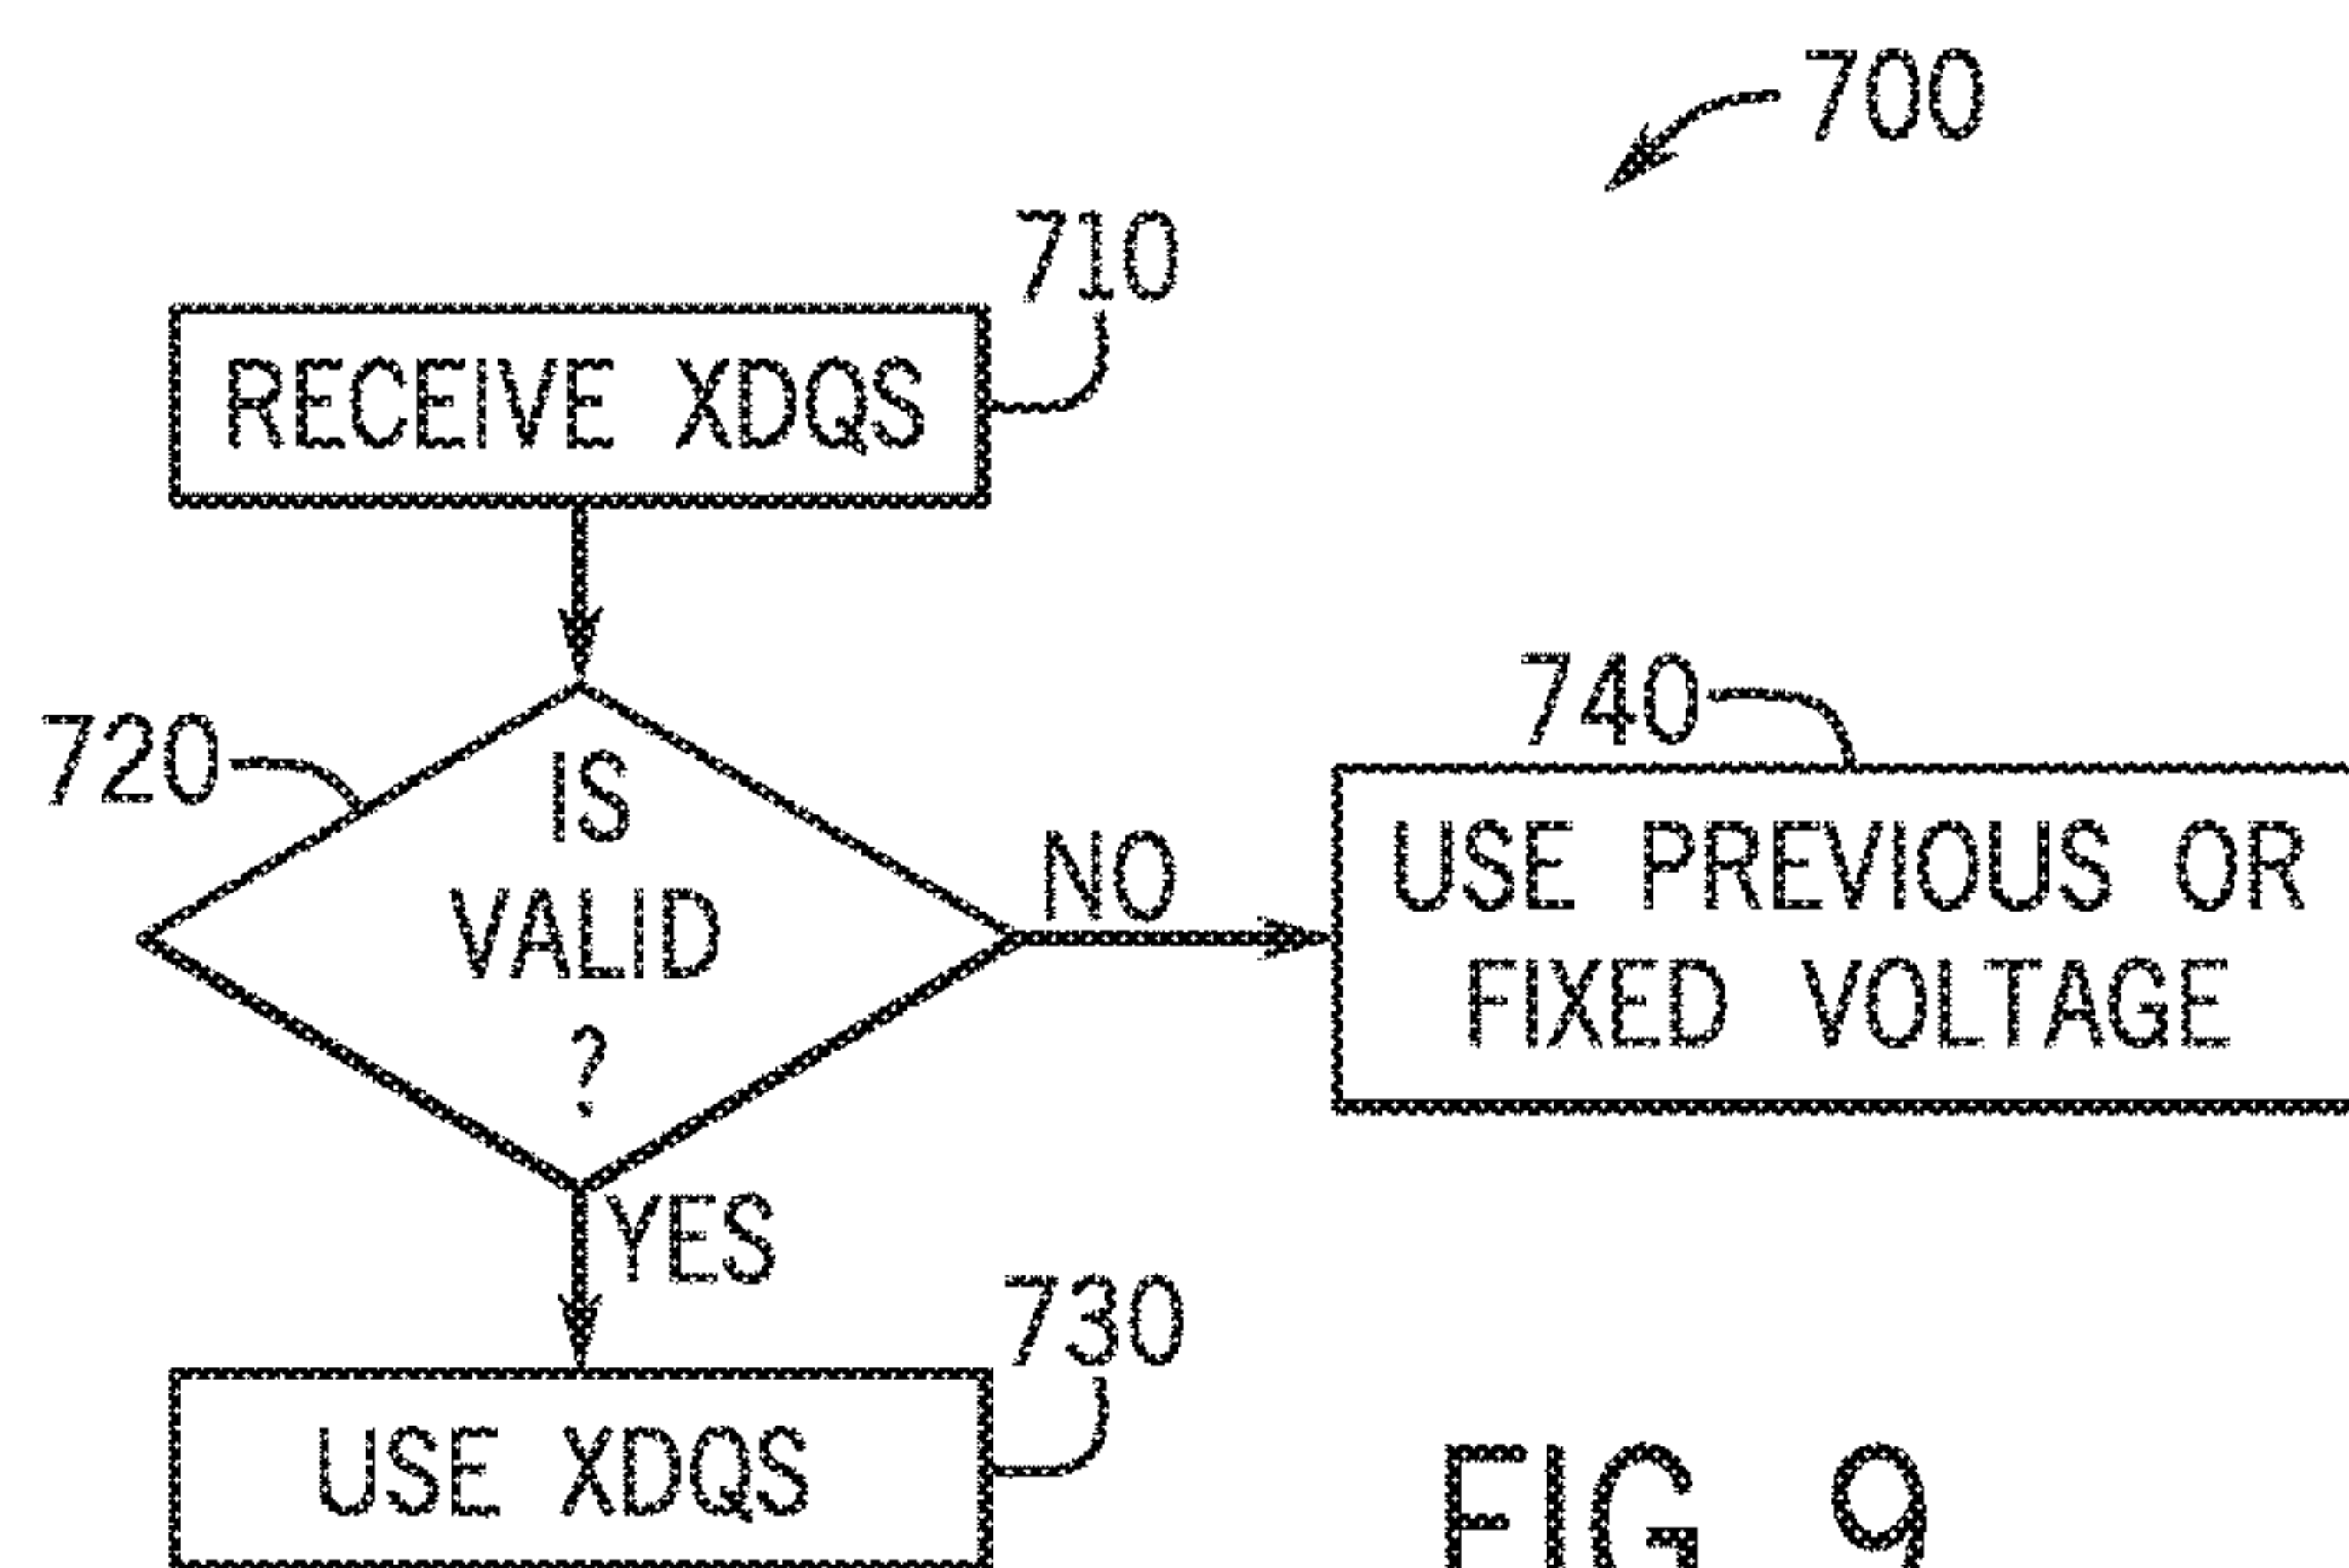 700
710
RECEIVE XDQS
720
IS
VALID
?
NO
740
USE PREVIOUS OR
FIXED VOLTAGE
YES
730
USE XDQS
FIG 9